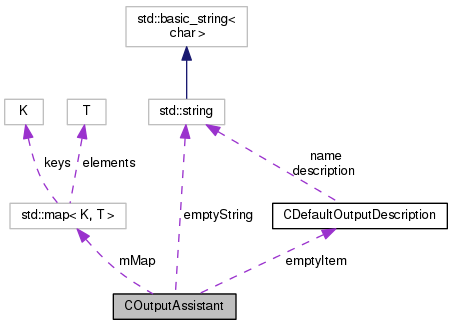 std::basic_string<
char >
K
T
std::string
keys
elements
name
description
std::map< K, T >
emptyString
CDefaultOutputDescription
mMap
emptyItem
COutputAssistant